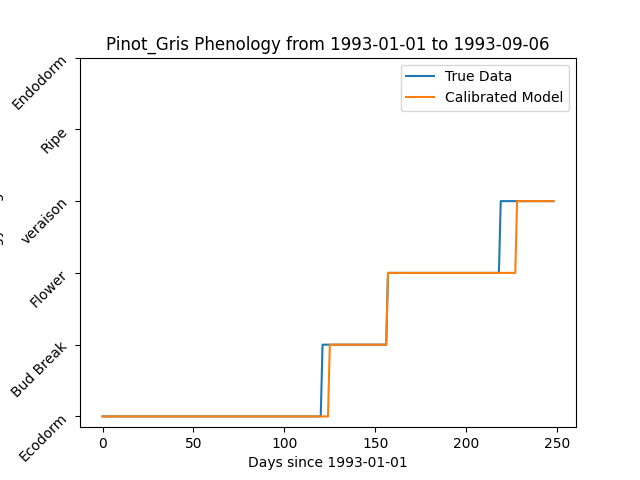 Pinot_Gris Phenology from 1993-01-01 to 1993-09-06
True Data
Calibrated Model
Endodorm
Ripe
veraison
Flower
Bud Break
Ecodorm
0 50 100 150 200 250
Days since 1993-01-01